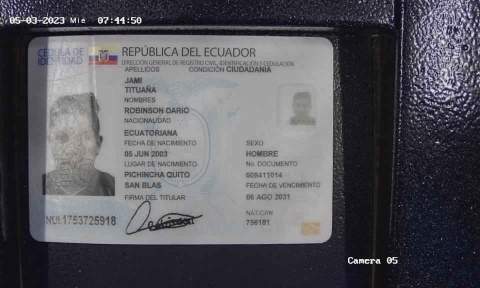 05-03-2023 Mie 07:44:50
CÉDULA DE IDENTIDAD
REPÚBLICA DEL ECUADOR
DIRECCIÓN GENERAL DE REGISTRO CIVIL, IDENTIFICACIÓN Y CEDULACIÓN
APELLIDOS CONDICIÓN CIUDADANÍA
JAMI
TITUAÑA
NOMBRES
ROBINSON DARIO
NACIONALIDAD
ECUATORIANA
FECHA DE NACIMIENTO SEXO
05 JUN 2003 HOMBRE
LUGAR DE NACIMIENTO No. DOCUMENTO
PICHINCHA QUITO 008411014
SAN BLAS FECHA DE VENCIMIENTO
06 AGO 2031
FIRMA DEL TITULAR NAT/CAN
NUI.1753725918 756181
Camera 05